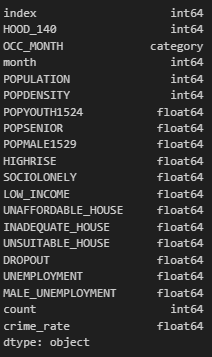 index int64
HOOD_140 int64
OCC_MONTH category
month int64
POPULATION int64
POPDENSITY int64
POPYOUTH1524 float64
POPSENIOR float64
POPMALE1529 float64
HIGHRISE float64
SOCIOLONELY float64
LOW_INCOME float64
UNAFFORDABLE_HOUSE float64
INADEQUATE_HOUSE float64
UNSUITABLE_HOUSE float64
DROPOUT float64
UNEMPLOYMENT float64
MALE_UNEMPLOYMENT float64
count int64
crime_rate float64
dtype: object